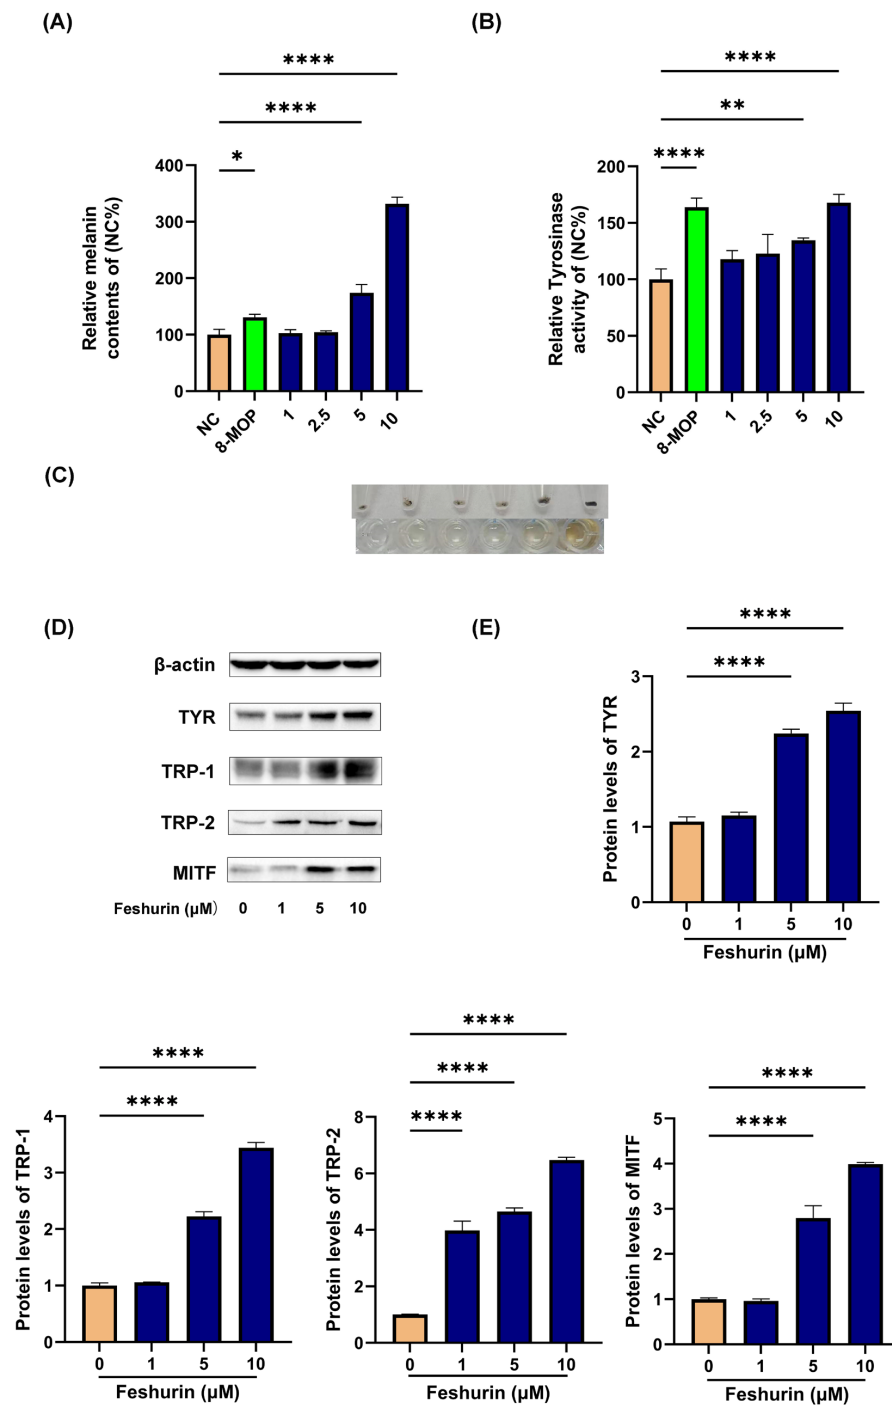 (A)
****
****
*
400
300
200
100
0
Relative melanin
contents of (NC%)
NC
8-MOP
1
2.5
5
10
(B)
****
**
****
200
150
100
50
0
Relative Tyrosinase
activity of (NC%)
NC
8-MOP
1
2.5
5
10
(C)
(D)
β-actin
TYR
TRP-1
TRP-2
MITF
Feshurin (μM) 0 1 5 10
(E)
****
****
3
2
1
0
Protein levels of TYR
0 1 5 10
Feshurin (μM)
****
****
4
3
2
1
0
Protein levels of TRP-1
0 1 5 10
Feshurin (μM)
****
****
****
8
6
4
2
0
Protein levels of TRP-2
0 1 5 10
Feshurin (μM)
****
****
5
4
3
2
1
0
Protein levels of MITF
0 1 5 10
Feshurin (μM)